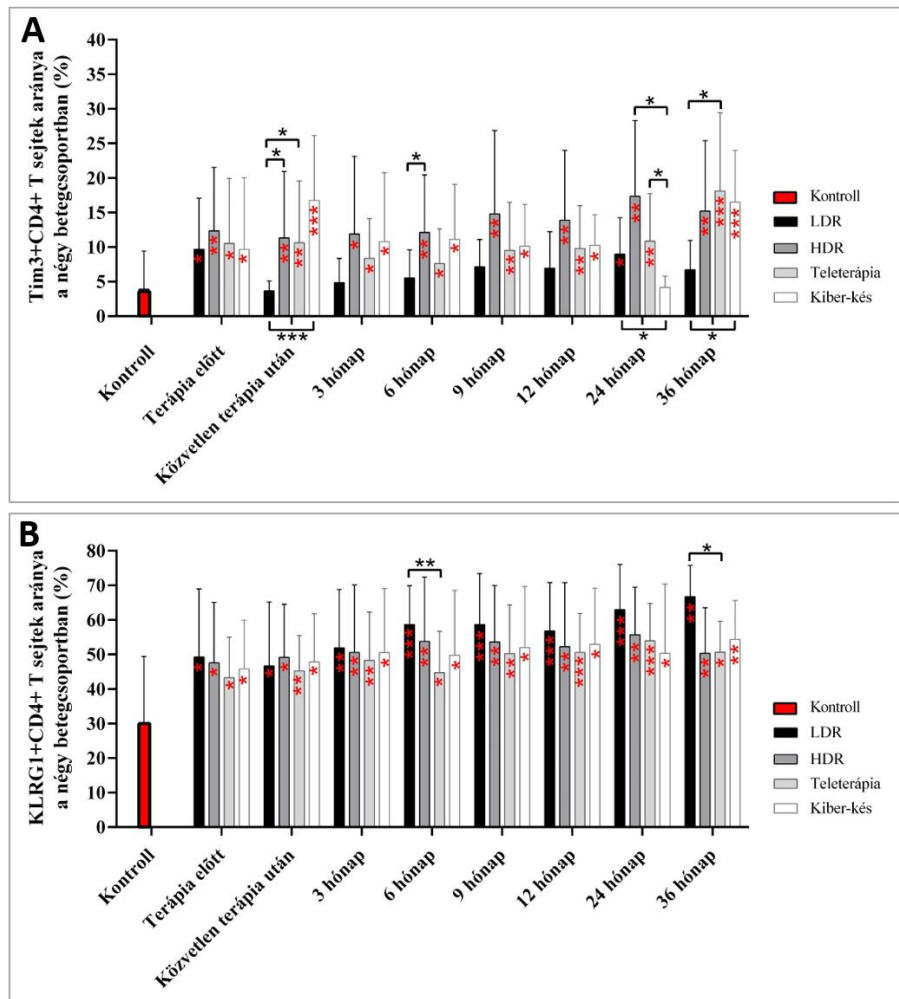 A
Tim3+CD4+ T sejtek aránya
a négy betegcsoportban (%)
40
35
30
25
20
15
10
5
0
* * * * * * * *
***
* *
** ** * ** ** ** ** **
* ** * * ** ** ** ***
* *** * * * * ***
Kontroll
Terápia előtt
Közvetlen terápia után
3 hónap
6 hónap
9 hónap
12 hónap
24 hónap
36 hónap
Kontroll
LDR
HDR
Teleterápia
Kiber-kés
B
KLRG1+CD4+ T sejtek aránya
a négy betegcsoportban (%)
80
70
60
50
40
30
20
10
0
** *
* * ** *** *** *** *** **
* * ** ** ** ** ** **
* ** ** * ** *** *** *
* * * * * * * **
Kontroll
Terápia előtt
Közvetlen terápia után
3 hónap
6 hónap
9 hónap
12 hónap
24 hónap
36 hónap
Kontroll
LDR
HDR
Teleterápia
Kiber-kés